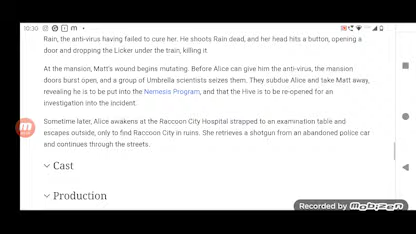 10:30
Rain, the anti-virus having failed to cure her. He shoots Rain dead, and her head hits a button, opening a
door and dropping the Licker under the train, killing it
At the mansion, Matt's wound begins mutating. Before Alice can give him the anti-virus, the mansion
doors burst open, and a group of Umbrella scientists seizes them. They subdue Alice and take Matt away,
revealing he is to be put into the Nemesis Program, and that the Hive is to be re-opened for an
investigation into the incident.
Sometime later, Alice awakens at the Raccoon City Hospital strapped to an examination table and
escapes outside, only to find Raccoon City in ruins. She retrieves a shotgun from an abandoned police car
and continues through the streets.
Cast
Production
Recorded by mobizen